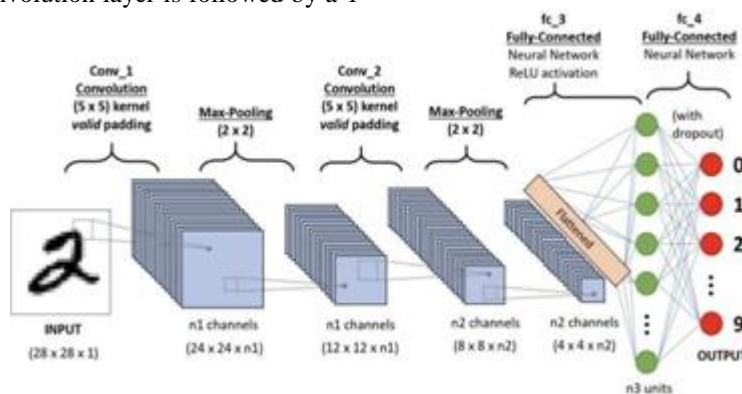 nvolution layer is followed by a 1
fc_3
Fully-Connected
Neural Network
ReLU activation
fc_4
Fully-Connected
Neural Network
Conv_1
Convolution
(5 x 5) kernel
valid padding
Max-Pooling
(2 x 2)
Conv_2
Convolution
(5 x 5) kernel
valid padding
Max-Pooling
(2 x 2)
(with
dropout)
0
1
2
9
Flattened
2
INPUT
(28 x 28 x 1)
n1 channels
(24 x 24 x n1)
n1 channels
(12 x 12 x n1)
n2 channels
(8 x 8 x n2)
n2 channels
(4 x 4 x n2)
OUTPUT
n3 units